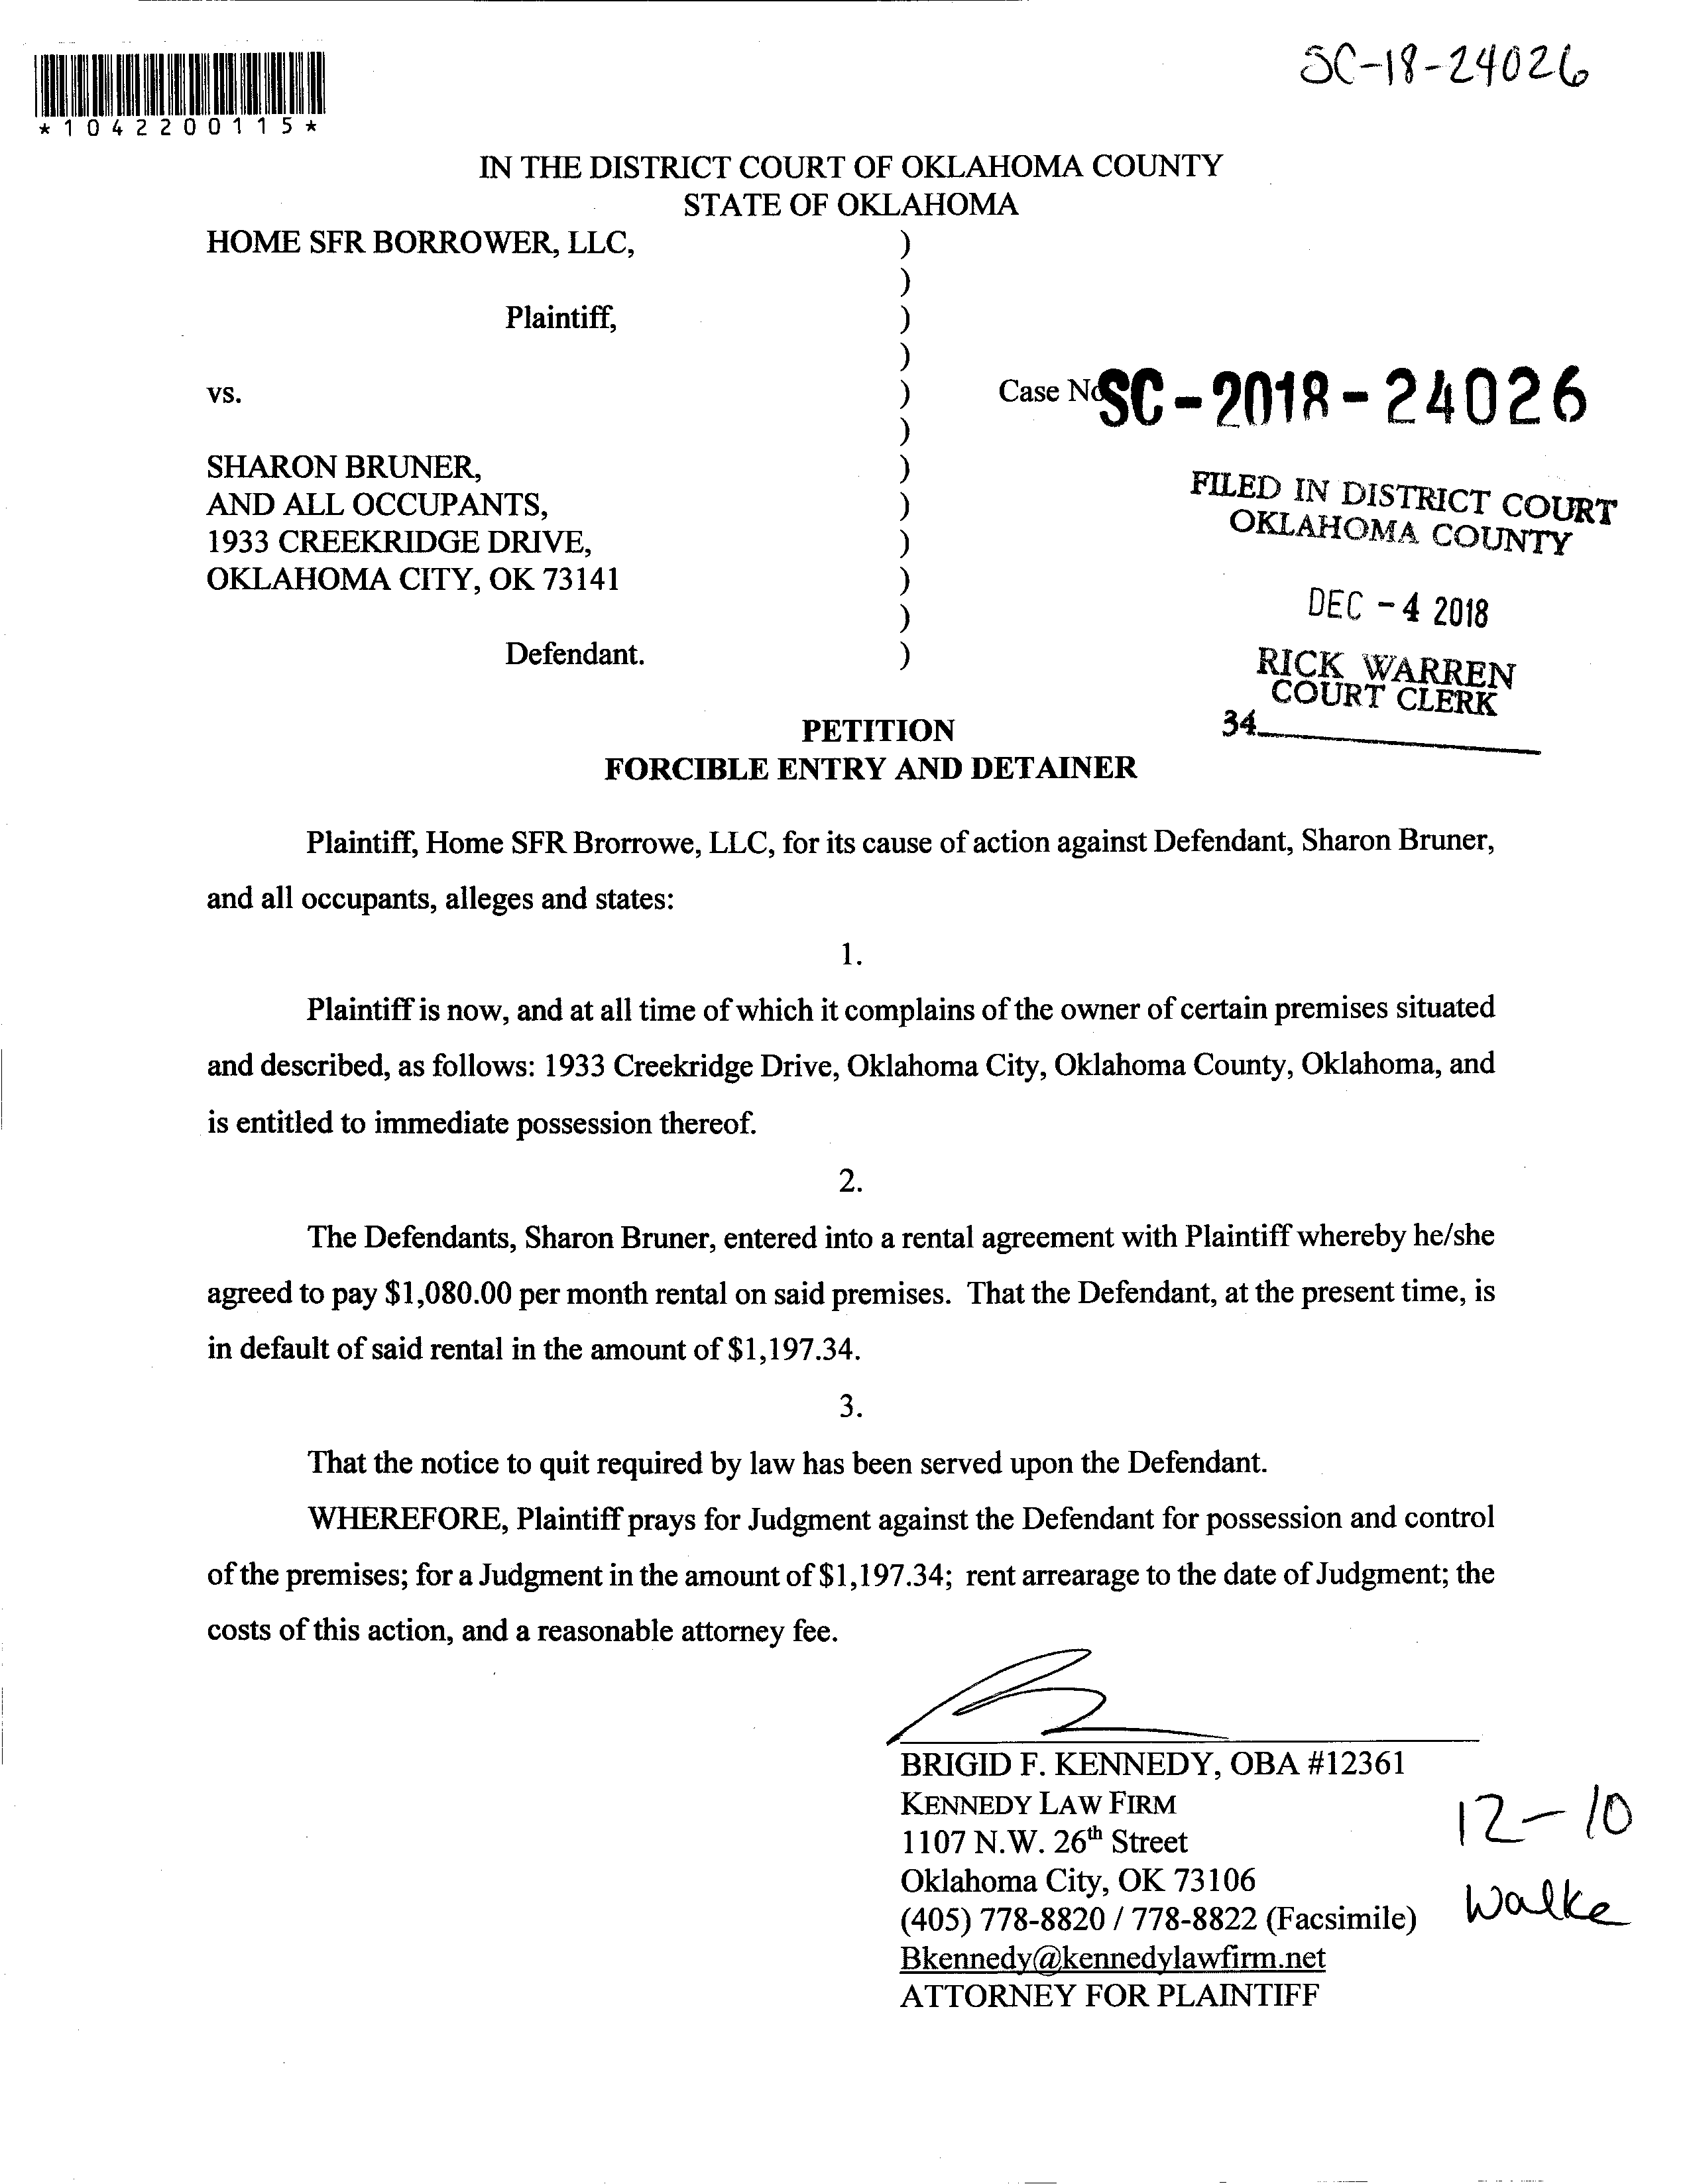 SC-18-24026
*1042200115*
IN THE DISTRICT COURT OF OKLAHOMA COUNTY
STATE OF OKLAHOMA
HOME SFR BORROWER, LLC, )
)
Plaintiff, )
)
vs. ) Case No SC-2018-24026
)
SHARON BRUNER, )
AND ALL OCCUPANTS, )
1933 CREEKRIDGE DRIVE, )
OKLAHOMA CITY, OK 73141 )
)
Defendant. )
FILED IN DISTRICT COURT
OKLAHOMA COUNTY
DEC -4 2018
RICK WARREN
COURT CLERK
34
PETITION
FORCIBLE ENTRY AND DETAINER
Plaintiff, Home SFR Brorrowe, LLC, for its cause of action against Defendant, Sharon Bruner,
and all occupants, alleges and states:
1.
Plaintiff is now, and at all time of which it complains of the owner of certain premises situated
and described, as follows: 1933 Creekridge Drive, Oklahoma City, Oklahoma County, Oklahoma, and
is entitled to immediate possession thereof.
2.
The Defendants, Sharon Bruner, entered into a rental agreement with Plaintiff whereby he/she
agreed to pay $1,080.00 per month rental on said premises. That the Defendant, at the present time, is
in default of said rental in the amount of $1,197.34.
3.
That the notice to quit required by law has been served upon the Defendant.
WHEREFORE, Plaintiff prays for Judgment against the Defendant for possession and control
of the premises; for a Judgment in the amount of $1,197.34; rent arrearage to the date of Judgment; the
costs of this action, and a reasonable attorney fee.
BRIGID F. KENNEDY, OBA #12361
KENNEDY LAW FIRM
1107 N.W. 26th Street
Oklahoma City, OK 73106
(405) 778-8820 / 778-8822 (Facsimile)
Bkennedy@kennedylawfirm.net
ATTORNEY FOR PLAINTIFF
12-10
Walke